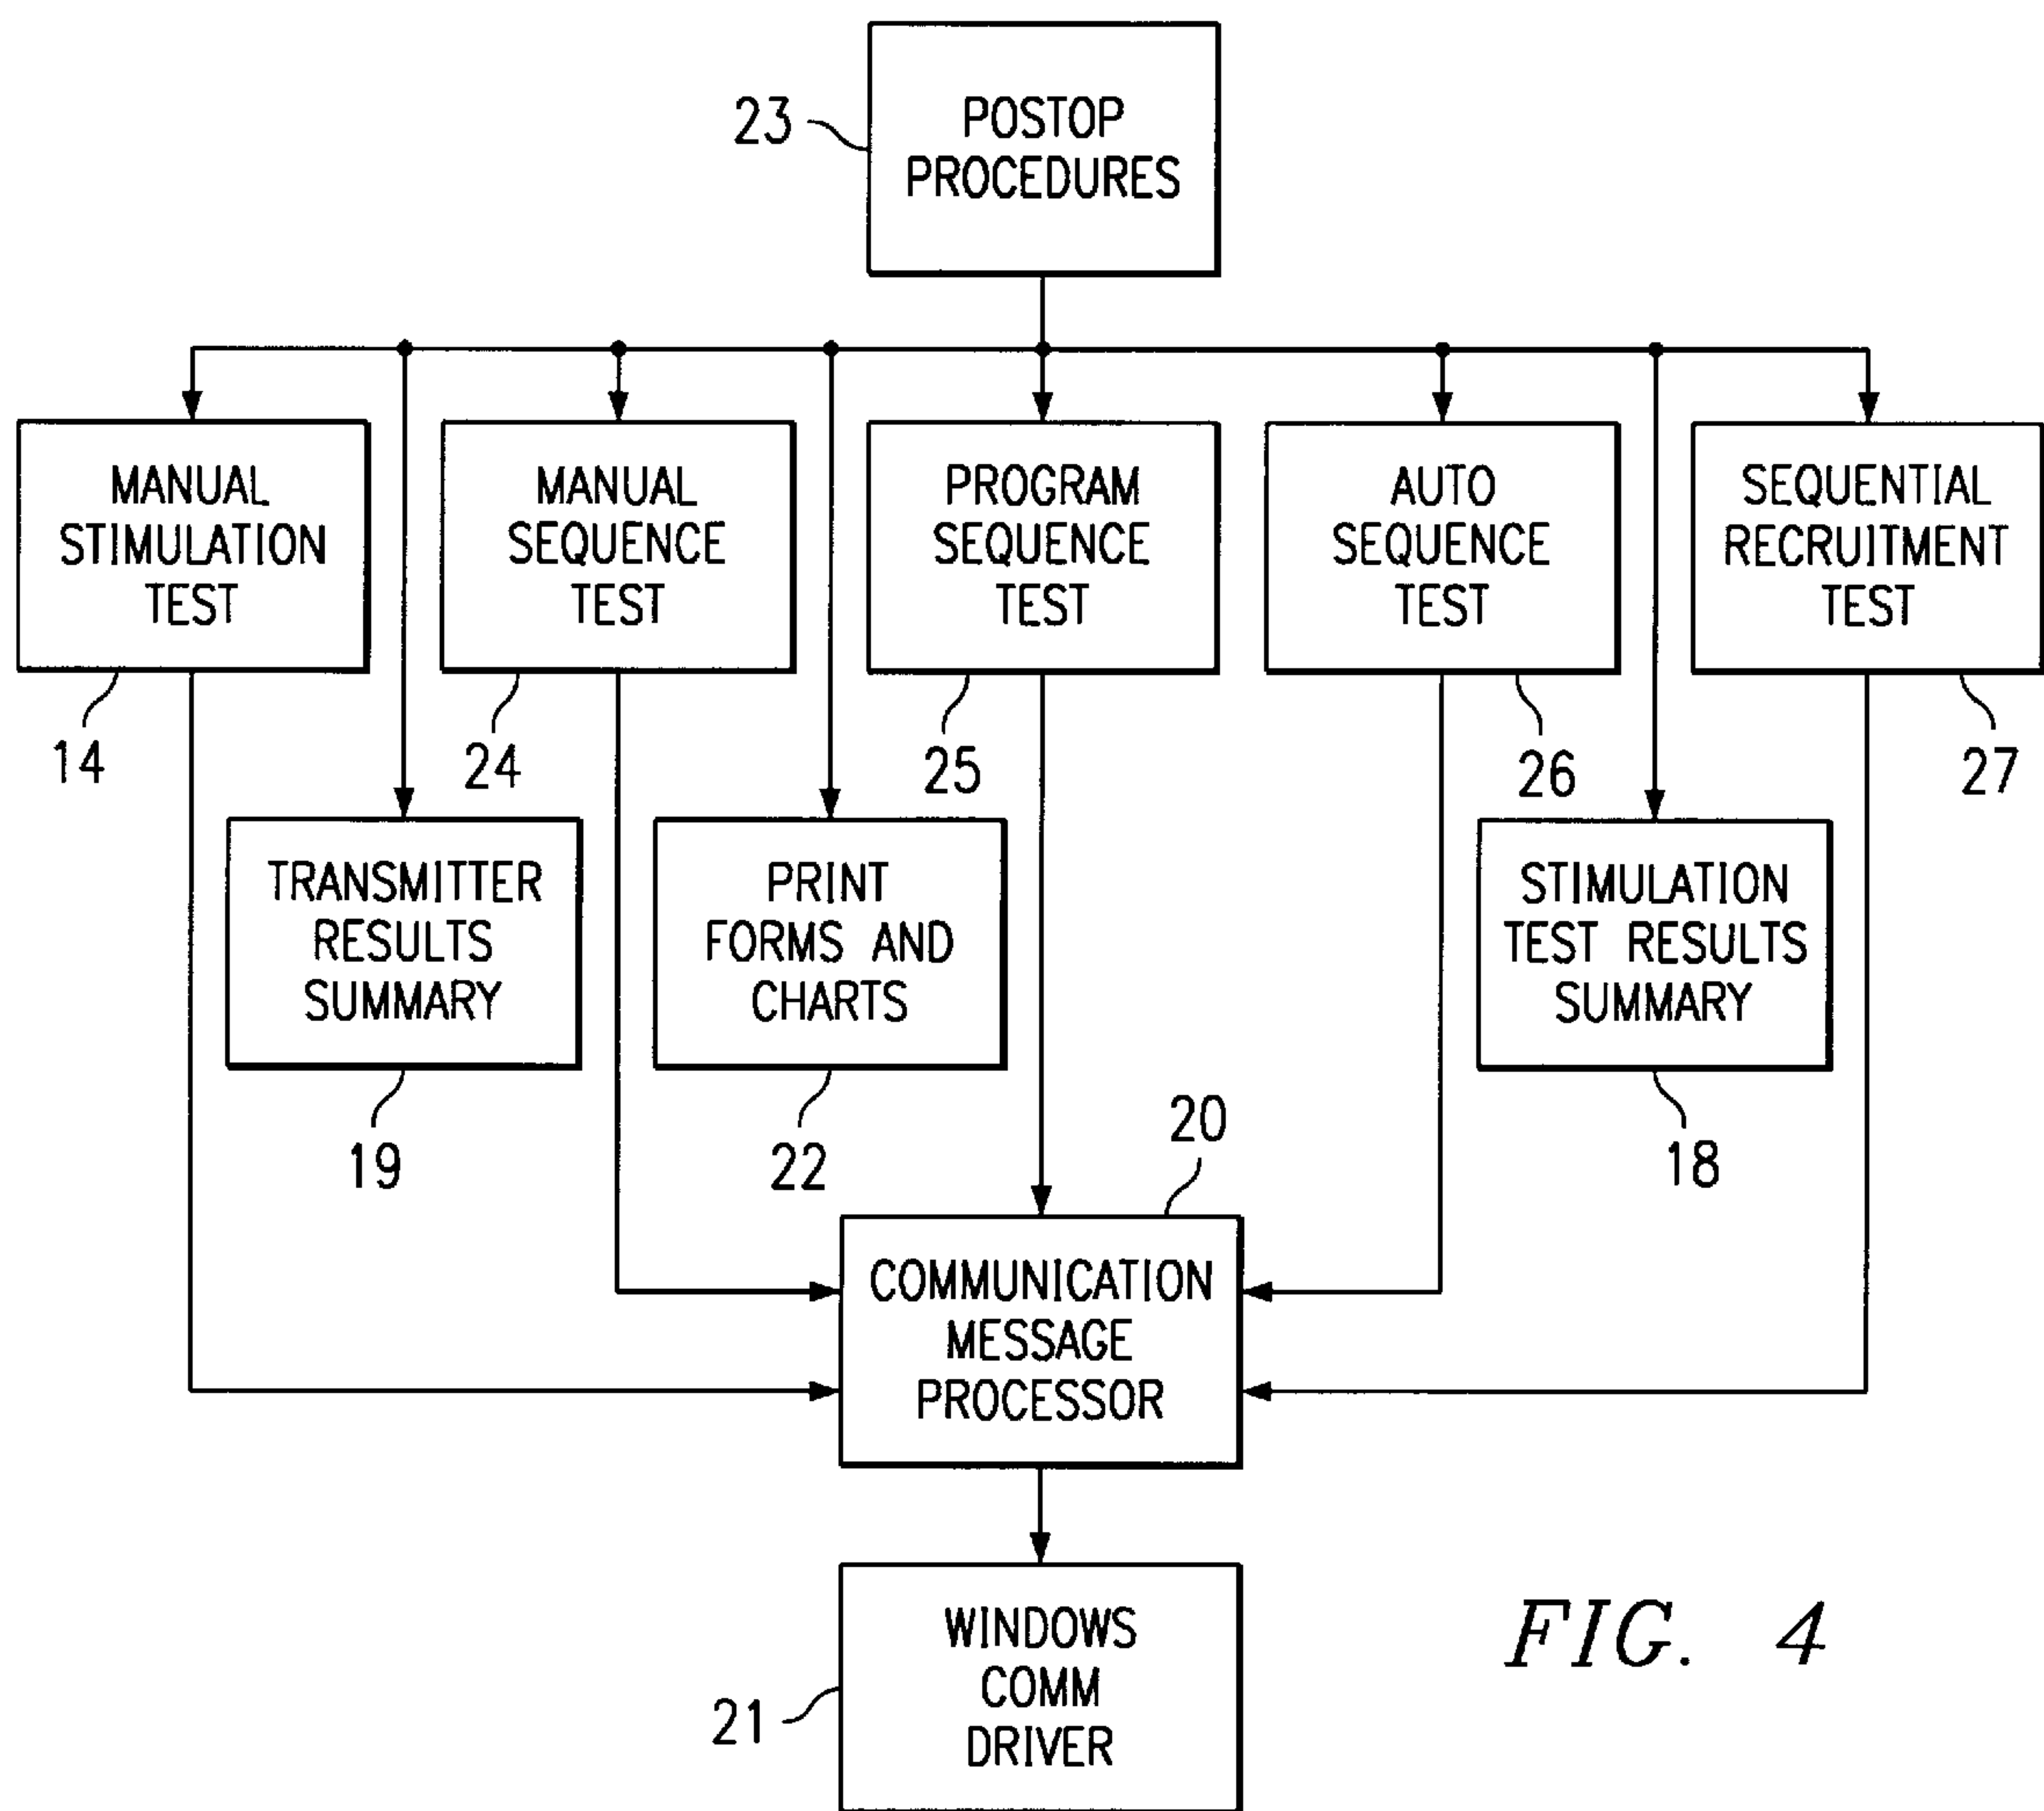 POSTOP
PROCEDURES
23
MANUAL
STIMULATION
TEST
14
MANUAL
SEQUENCE
TEST
24
PROGRAM
SEQUENCE
TEST
25
AUTO
SEQUENCE
TEST
26
SEQUENTIAL
RECRUITMENT
TEST
27
TRANSMITTER
RESULTS
SUMMARY
19
PRINT
FORMS AND
CHARTS
22
STIMULATION
TEST RESULTS
SUMMARY
18
20
COMMUNICATION
MESSAGE
PROCESSOR
WINDOWS
COMM
DRIVER
21
FIG. 4